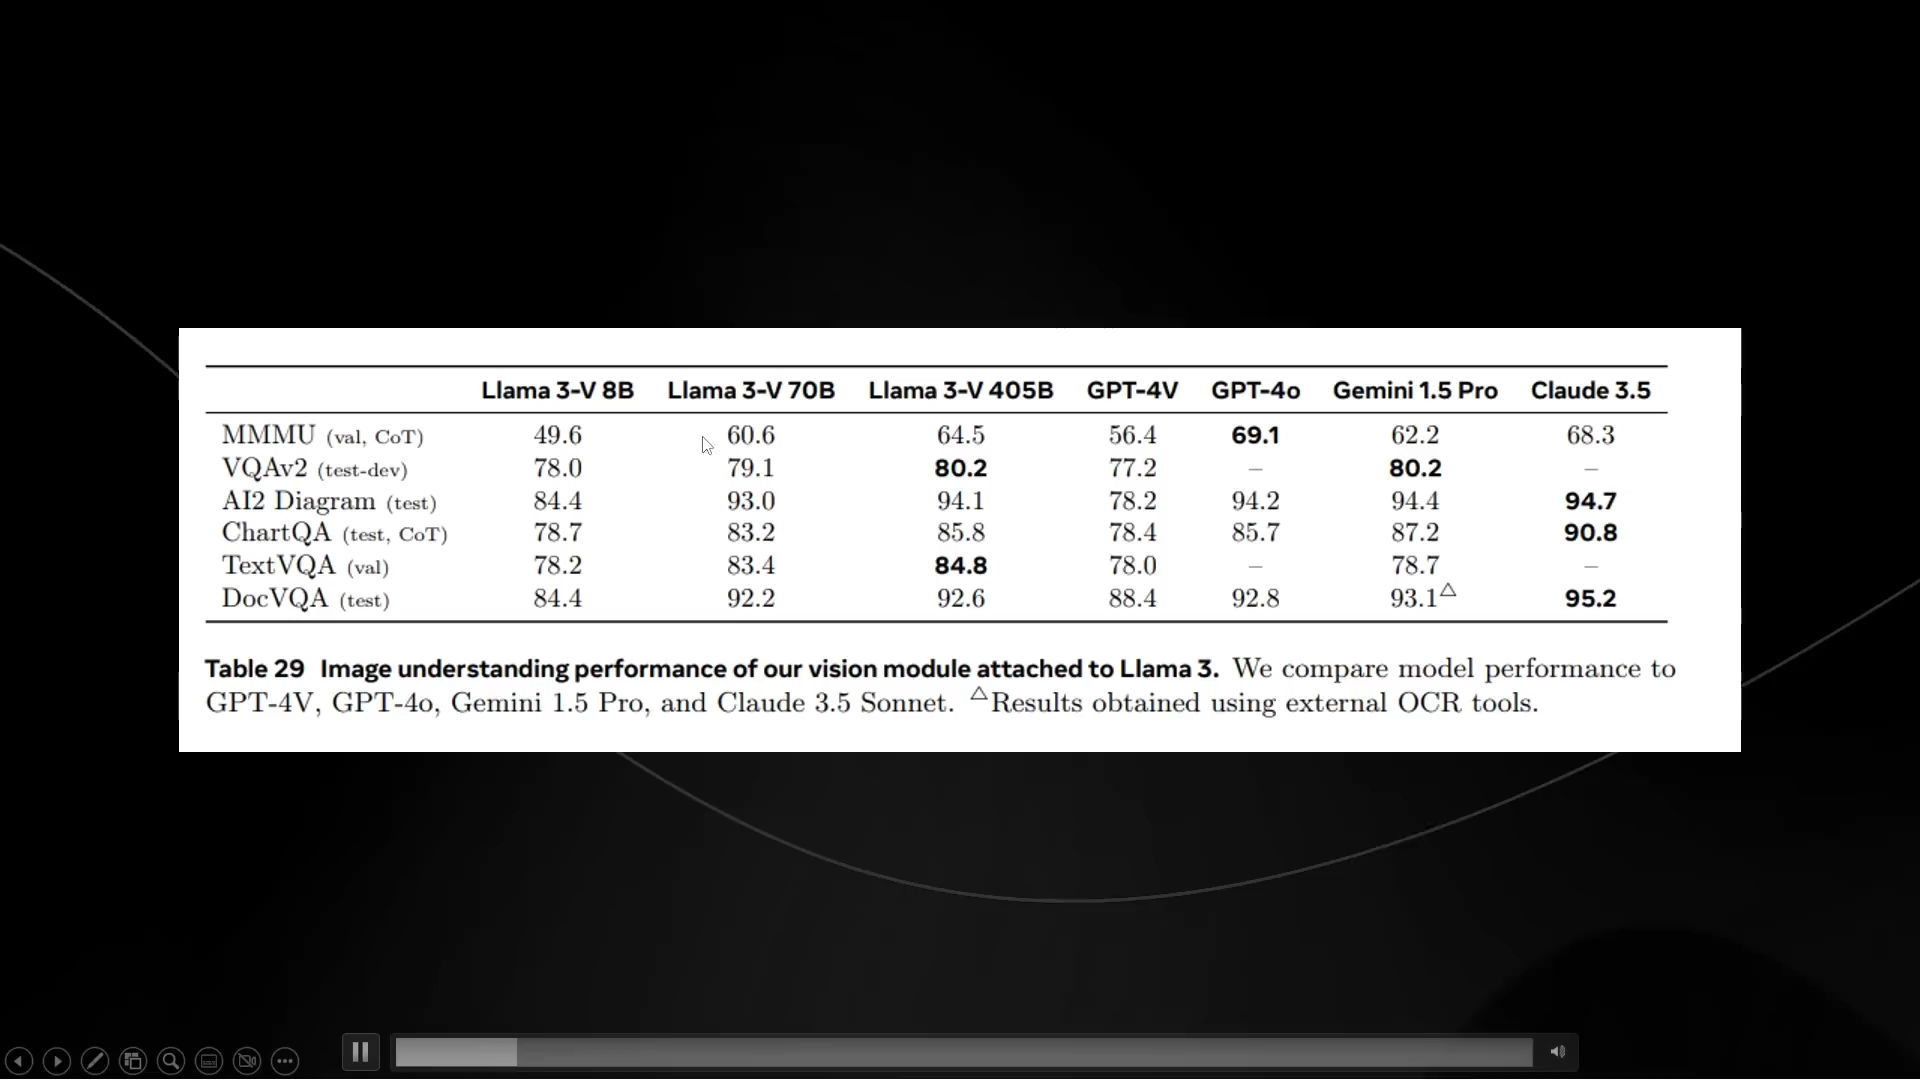 Llama 3-V 8B Llama 3-V 70B Llama 3-V 405B GPT-4V GPT-4o Gemini 1.5 Pro Claude 3.5
MMMU (val, CoT) 49.6 60.6 64.5 56.4 69.1 62.2 68.3
VQAv2 (test-dev) 78.0 79.1 80.2 77.2 – 80.2 –
AI2 Diagram (test) 84.4 93.0 94.1 78.2 94.2 94.4 94.7
ChartQA (test, CoT) 78.7 83.2 85.8 78.4 85.7 87.2 90.8
TextVQA (val) 78.2 83.4 84.8 78.0 – 78.7 –
DocVQA (test) 84.4 92.2 92.6 88.4 92.8 93.1△ 95.2
Table 29 Image understanding performance of our vision module attached to Llama 3. We compare model performance to
GPT-4V, GPT-4o, Gemini 1.5 Pro, and Claude 3.5 Sonnet. △Results obtained using external OCR tools.